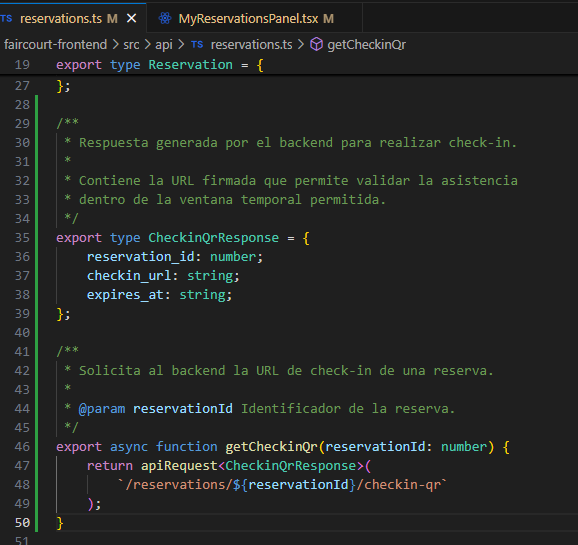 TS reservations.ts M × MyReservationsPanel.tsx M
faircourt-frontend > src > api > TS reservations.ts > getCheckinQr
19 export type Reservation = {
27 };
28
29 /**
30  * Respuesta generada por el backend para realizar check-in.
31  *
32  * Contiene la URL firmada que permite validar la asistencia
33  * dentro de la ventana temporal permitida.
34  */
35 export type CheckinQrResponse = {
36     reservation_id: number;
37     checkin_url: string;
38     expires_at: string;
39 };
40
41 /**
42  * Solicita al backend la URL de check-in de una reserva.
43  *
44  * @param reservationId Identificador de la reserva.
45  */
46 export async function getCheckinQr(reservationId: number) {
47     return apiRequest<CheckinQrResponse>(
48         `/reservations/${reservationId}/checkin-qr`
49     );
50 }
51